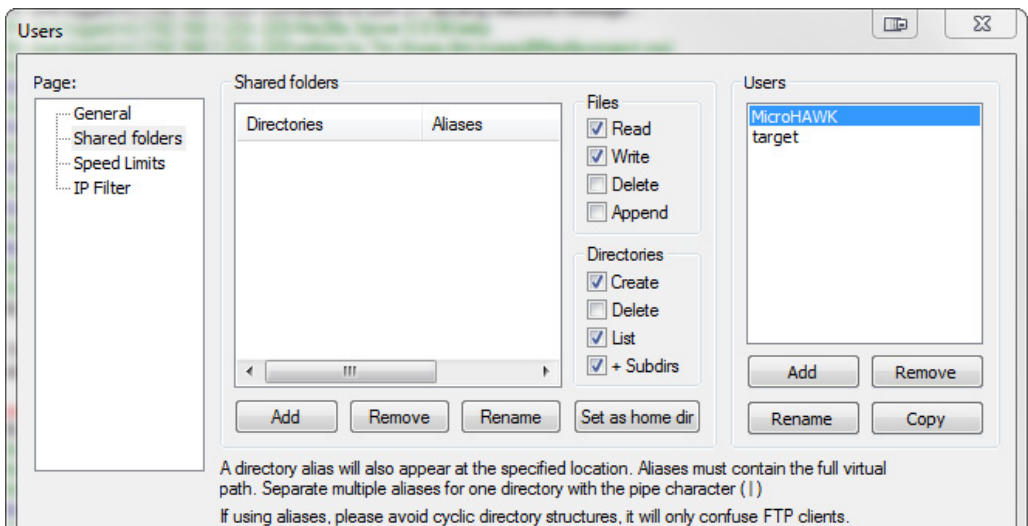 Users
Page:
General
Shared folders
Speed Limits
IP Filter
Shared folders
Directories Aliases
Add Remove Rename Set as home dir
Files
Read
Write
Delete
Append
Directories
Create
Delete
List
+ Subdirs
Users
MicroHAWK
target
Add Remove
Rename Copy
A directory alias will also appear at the specified location. Aliases must contain the full virtual
path. Separate multiple aliases for one directory with the pipe character ( | )
If using aliases, please avoid cyclic directory structures, it will only confuse FTP clients.